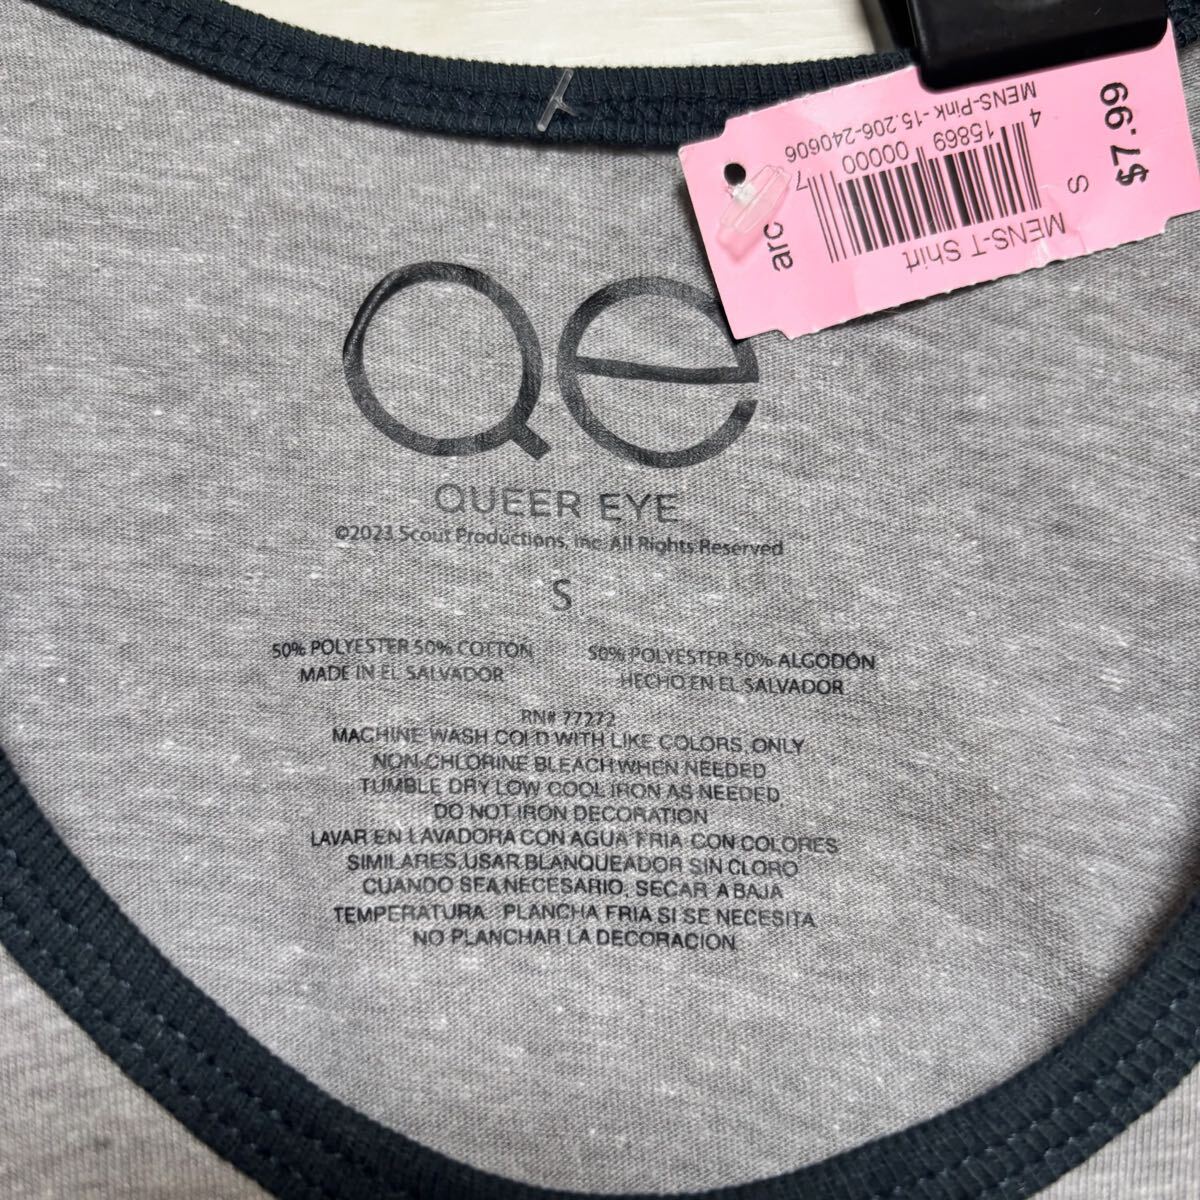 $7.99
S
MENS-T Shirt
4 15869 00000 7
MENS-Pink -15.206-240606
arc
Qe
QUEER EYE
©2023 Scout Productions, Inc. All Rights Reserved
S
50% POLYESTER 50% COTTON
MADE IN EL SALVADOR
50% POLYESTER 50% ALGODÓN
HECHO EN EL SALVADOR
RN# 77272
MACHINE WASH COLD WITH LIKE COLORS, ONLY
NON-CHLORINE BLEACH WHEN NEEDED
TUMBLE DRY LOW COOL IRON AS NEEDED
DO NOT IRON DECORATION
LAVAR EN LAVADORA CON AGUA FRIA CON COLORES
SIMILARES, USAR BLANQUEADOR SIN CLORO
CUANDO SEA NECESARIO, SECAR A BAJA
TEMPERATURA. PLANCHA FRIA SI SE NECESITA
NO PLANCHAR LA DECORACION